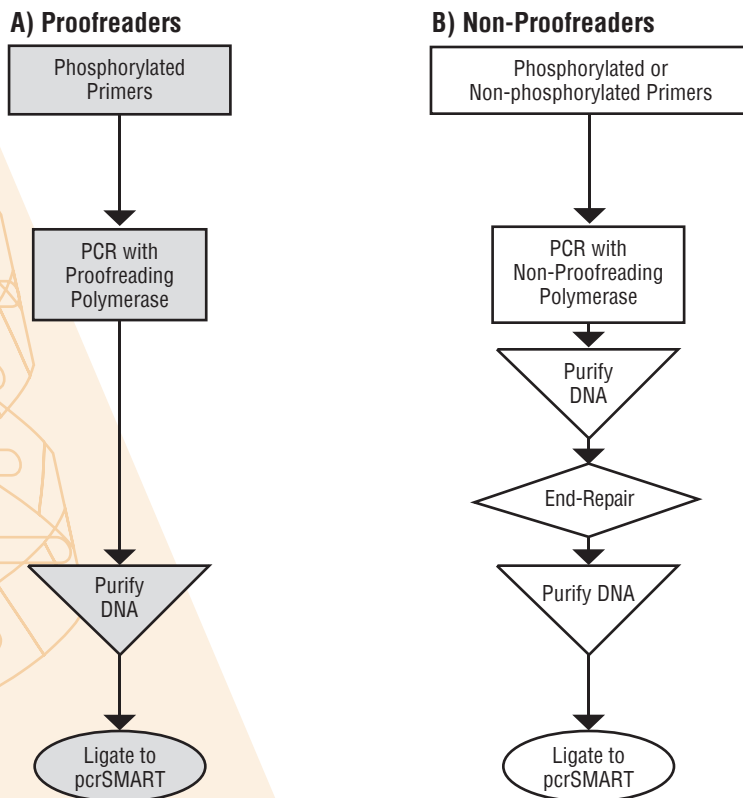 A) Proofreaders
Phosphorylated
Primers
PCR with
Proofreading
Polymerase
Purify
DNA
Ligate to
pcrSMART
B) Non-Proofreaders
Phosphorylated or
Non-phosphorylated Primers
PCR with
Non-Proofreading
Polymerase
Purify
DNA
End-Repair
Purify DNA
Ligate to
pcrSMART